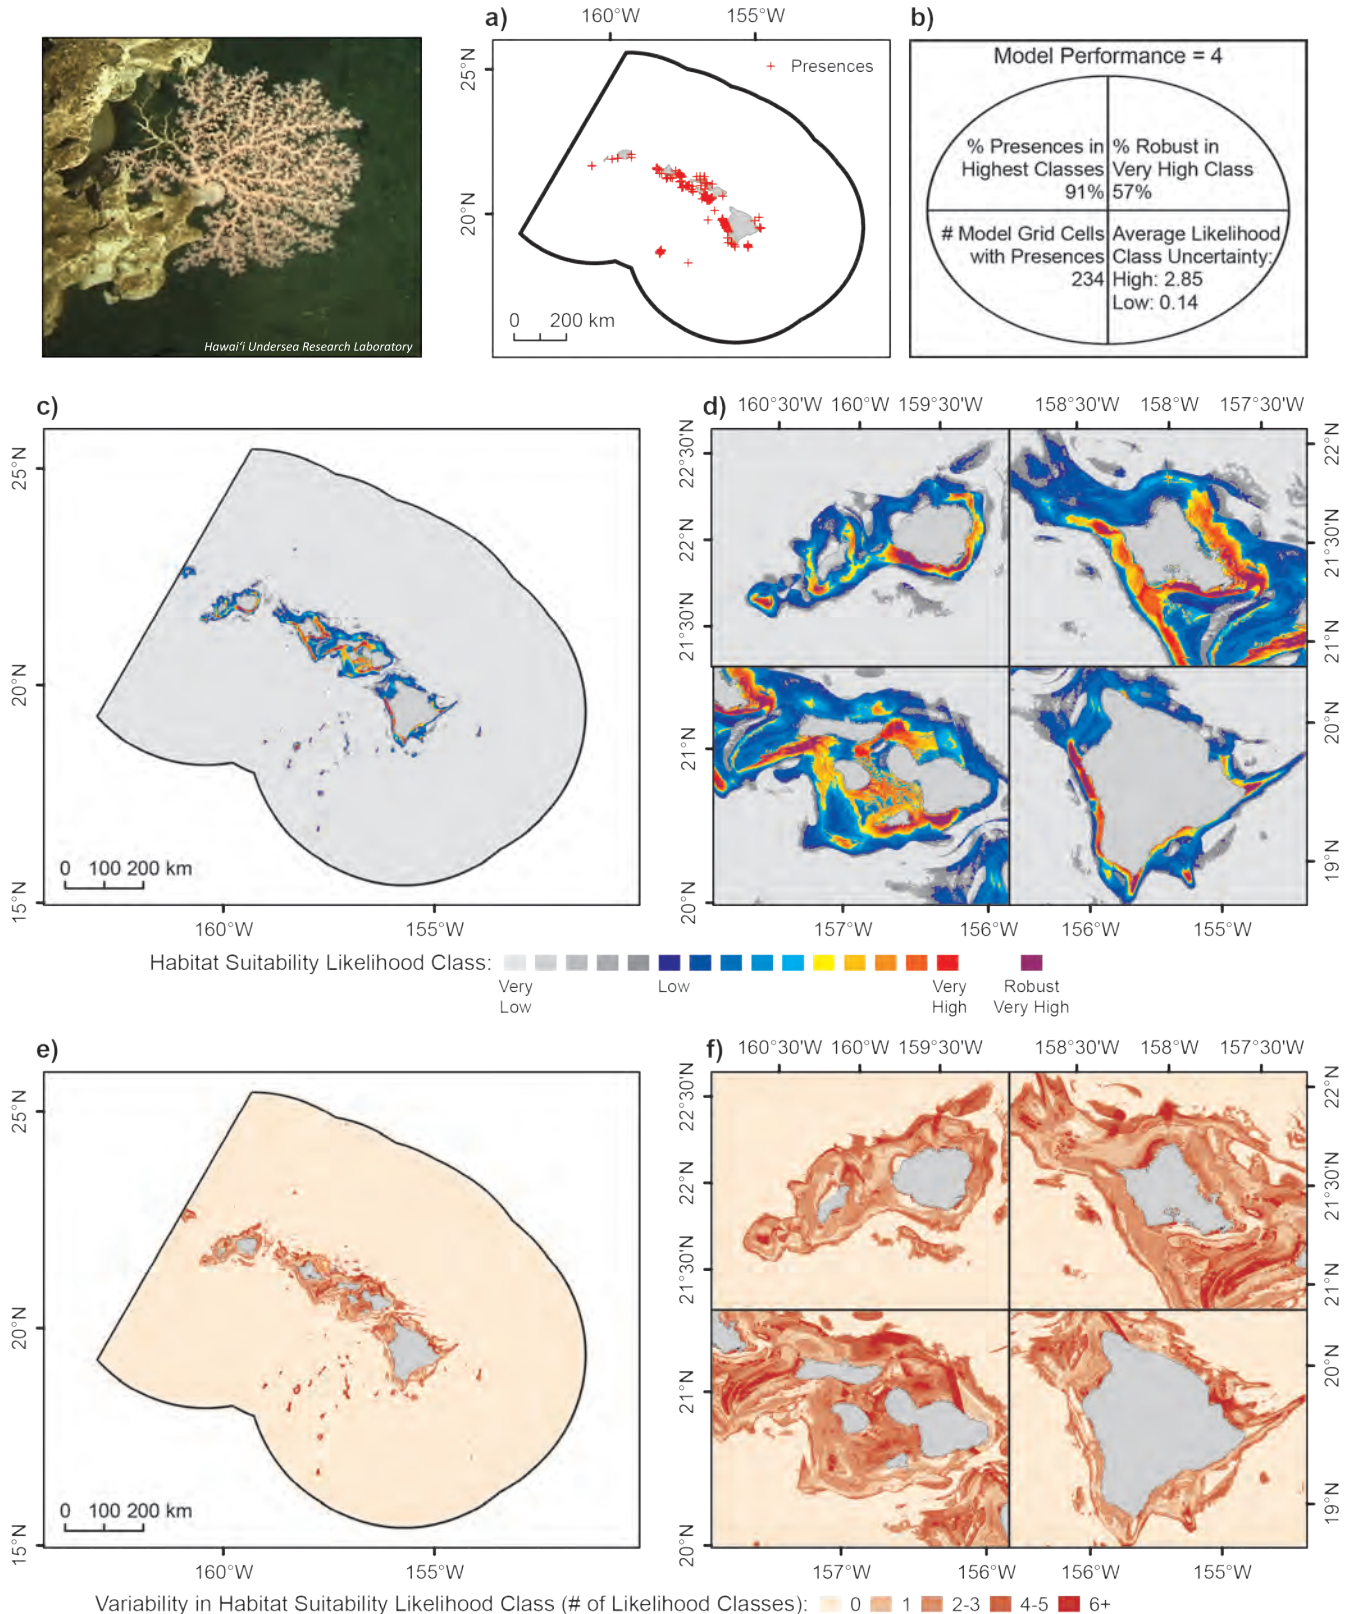 a)
160°W
155°W
25°N
20°N
Presences
0
200 km
Hawaiʻi Undersea Research Laboratory
b)
Model Performance = 4
% Presences in
Highest Classes
91%
% Robust in
Very High Class
57%
# Model Grid Cells
with Presences
234
Average Likelihood
Class Uncertainty:
High: 2.85
Low: 0.14
c)
25°N
20°N
15°N
0 100 200 km
160°W
155°W
d)
160°30'W 160°W 159°30'W
158°30'W 158°W 157°30'W
22°30'N
22°N
21°30'N
22°N
21°30'N
21°N
21°N
20°N
20°N
19°N
157°W
156°W
156°W
155°W
Habitat Suitability Likelihood Class:
Very
Low
Low
Very
High
Robust
Very High
e)
25°N
20°N
15°N
0 100 200 km
160°W
155°W
f)
160°30'W 160°W 159°30'W
158°30'W 158°W 157°30'W
22°30'N
22°N
21°30'N
22°N
21°30'N
21°N
21°N
20°N
20°N
19°N
157°W
156°W
156°W
155°W
Variability in Habitat Suitability Likelihood Class (# of Likelihood Classes): 0 1 2-3 4-5 6+